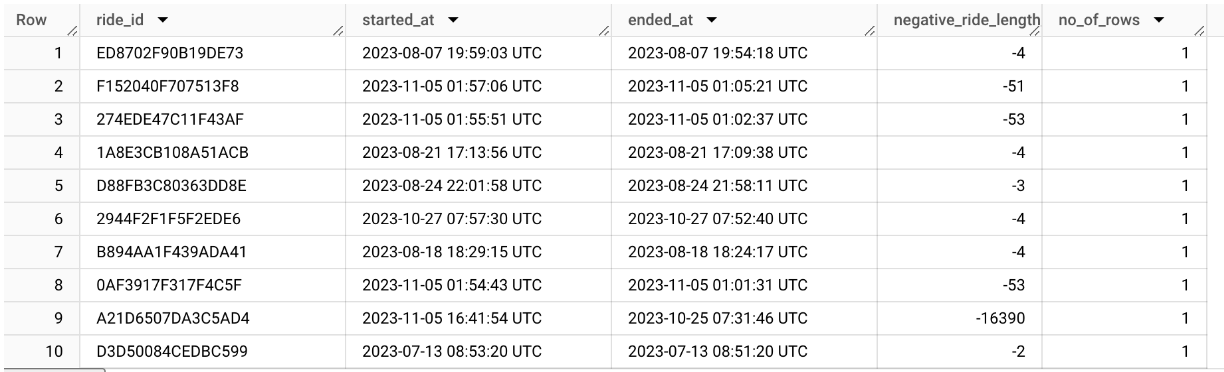 Row ride_id started_at ended_at negative_ride_length no_of_rows
1 ED8702F90B19DE73 2023-08-07 19:59:03 UTC 2023-08-07 19:54:18 UTC -4 1
2 F152040F707513F8 2023-11-05 01:57:06 UTC 2023-11-05 01:05:21 UTC -51 1
3 274EDE47C11F43AF 2023-11-05 01:55:51 UTC 2023-11-05 01:02:37 UTC -53 1
4 1A8E3CB108A51ACB 2023-08-21 17:13:56 UTC 2023-08-21 17:09:38 UTC -4 1
5 D88FB3C80363DD8E 2023-08-24 22:01:58 UTC 2023-08-24 21:58:11 UTC -3 1
6 2944F2F1F5F2EDE6 2023-10-27 07:57:30 UTC 2023-10-27 07:52:40 UTC -4 1
7 B894AA1F439ADA41 2023-08-18 18:29:15 UTC 2023-08-18 18:24:17 UTC -4 1
8 0AF3917F317F4C5F 2023-11-05 01:54:43 UTC 2023-11-05 01:01:31 UTC -53 1
9 A21D6507DA3C5AD4 2023-11-05 16:41:54 UTC 2023-10-25 07:31:46 UTC -16390 1
10 D3D50084CEDBC599 2023-07-13 08:53:20 UTC 2023-07-13 08:51:20 UTC -2 1